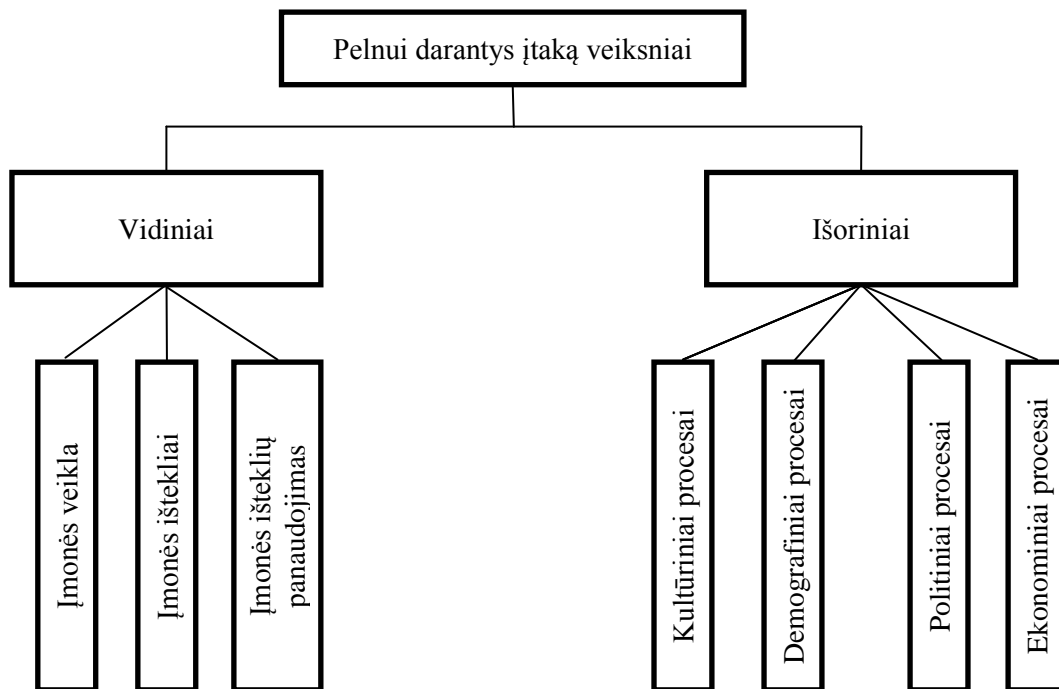 Pelnui darantys įtaką veiksniai
Vidiniai
Išoriniai
Įmonės veikla
Įmonės ištekliai
Įmonės išteklių
panaudojimas
Kultūriniai procesai
Demografiniai procesai
Politiniai procesai
Ekonominiai procesai